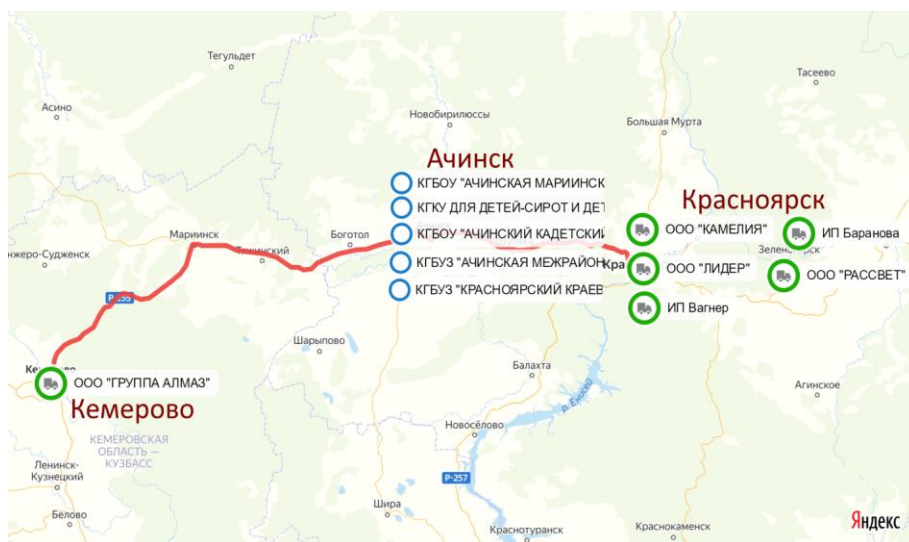 Тегульдет
Тасеево
Асино
Новобирилюссы
Большая Мурта
Ачинск
КГБОУ "АЧИНСКАЯ МАРИИНСК
КГКУ ДЛЯ ДЕТЕЙ-СИРОТ И ДЕТ
Красноярск
ООО "КАМЕЛИЯ"
ИП Баранова
Мариинск
Боготол
КГБОУ "АЧИНСКИЙ КАДЕТСКИЙ
Тяжинский
нжеро-Судженск
КГБУЗ "АЧИНСКАЯ МЕЖРАЙОН
Кра
ООО "ЛИДЕР"
ООО "РАССВЕТ"
КГБУЗ "КРАСНОЯРСКИЙ КРАЕВ
Р-255
ИП Вагнер
Шарыпово
Балахта
ООО "ГРУППА АЛМАЗ"
Агинское
р. Енисей
Кемерово
Новосёлово
КЕМЕРОВСКАЯ
ОБЛАСТЬ —
КУЗБАСС
Ленинск-
Кузнецкий
Р-257
Шира
Белово
Краснотуранск
Краснокаменск
Яндекс